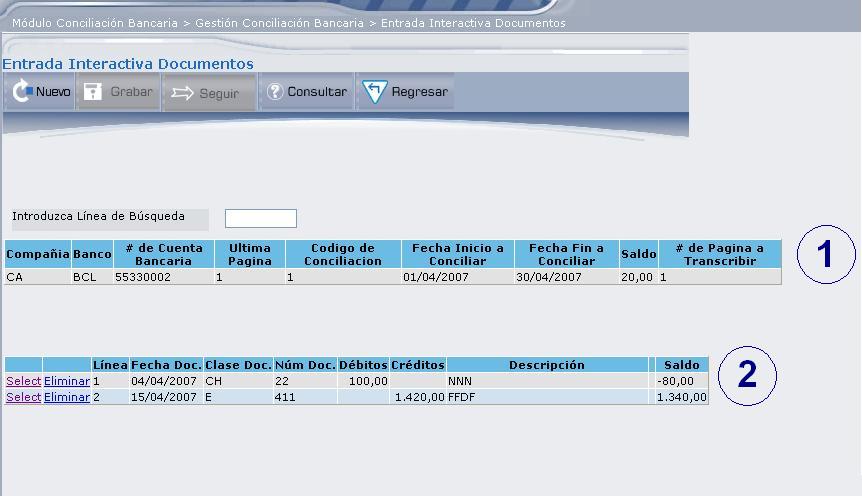 Módulo Conciliación Bancaria > Gestión Conciliación Bancaria > Entrada Interactiva Documentos
Entrada Interactiva Documentos
Nuevo Grabar Seguir Consultar Regresar
Introduzca Línea de Búsqueda
Compañia Banco # de Cuenta Bancaria Ultima Pagina Codigo de Conciliacion Fecha Inicio a Conciliar Fecha Fin a Conciliar Saldo # de Pagina a Transcribir
CA BCL 55330002 1 1 01/04/2007 30/04/2007 20,00 1
1
Línea Fecha Doc. Clase Doc. Núm Doc. Débitos Créditos Descripción Saldo
Select Eliminar 1 04/04/2007 CH 22 100,00 NNN -80,00
Select Eliminar 2 15/04/2007 E 411 1.420,00 FFDF 1.340,00
2